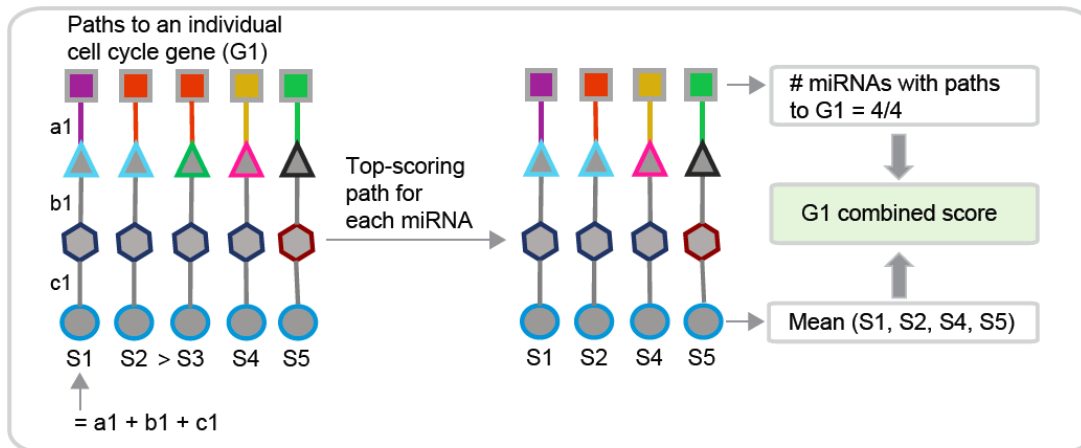 Paths to an individual
cell cycle gene (G1)
a1
b1
c1
S1 S2 > S3 S4 S5
= a1 + b1 + c1
Top-scoring
path for
each miRNA
S1 S2 S4 S5
# miRNAs with paths
to G1 = 4/4
G1 combined score
Mean (S1, S2, S4, S5)